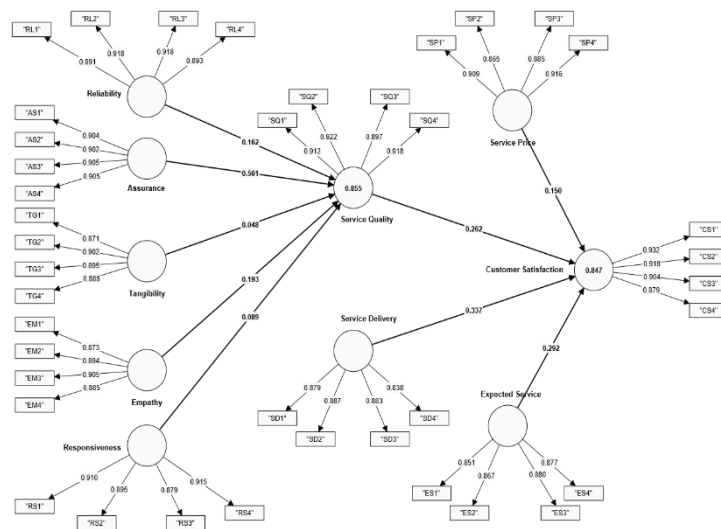 "RL1" "RL2" "RL3" "RL4"
0.891 0.918 0.918 0.893
Reliability
"AS1" "AS2" "AS3" "AS4"
0.904 0.902 0.905 0.905
Assurance
"TG1" "TG2" "TG3" "TG4"
0.871 0.902 0.895 0.888
Tangibility
"EM1" "EM2" "EM3" "EM4"
0.873 0.894 0.905 0.885
Empathy
Responsiveness
0.910 0.895 0.879 0.915
"RS1" "RS2" "RS3" "RS4"
0.162
0.561
0.048
0.193
0.089
"SQ1" "SQ2" "SQ3" "SQ4"
0.912 0.922 0.897 0.918
0.855
Service Quality
"SP1" "SP2" "SP3" "SP4"
0.909 0.865 0.885 0.916
Service Price
0.150
0.262
0.337
0.292
Customer Satisfaction
0.847
0.932 0.918 0.904 0.879
"CS1" "CS2" "CS3" "CS4"
Service Delivery
0.879 0.887 0.883 0.838
"SD1" "SD2" "SD3" "SD4"
Expected Service
0.851 0.867 0.880 0.877
"ES1" "ES2" "ES3" "ES4"